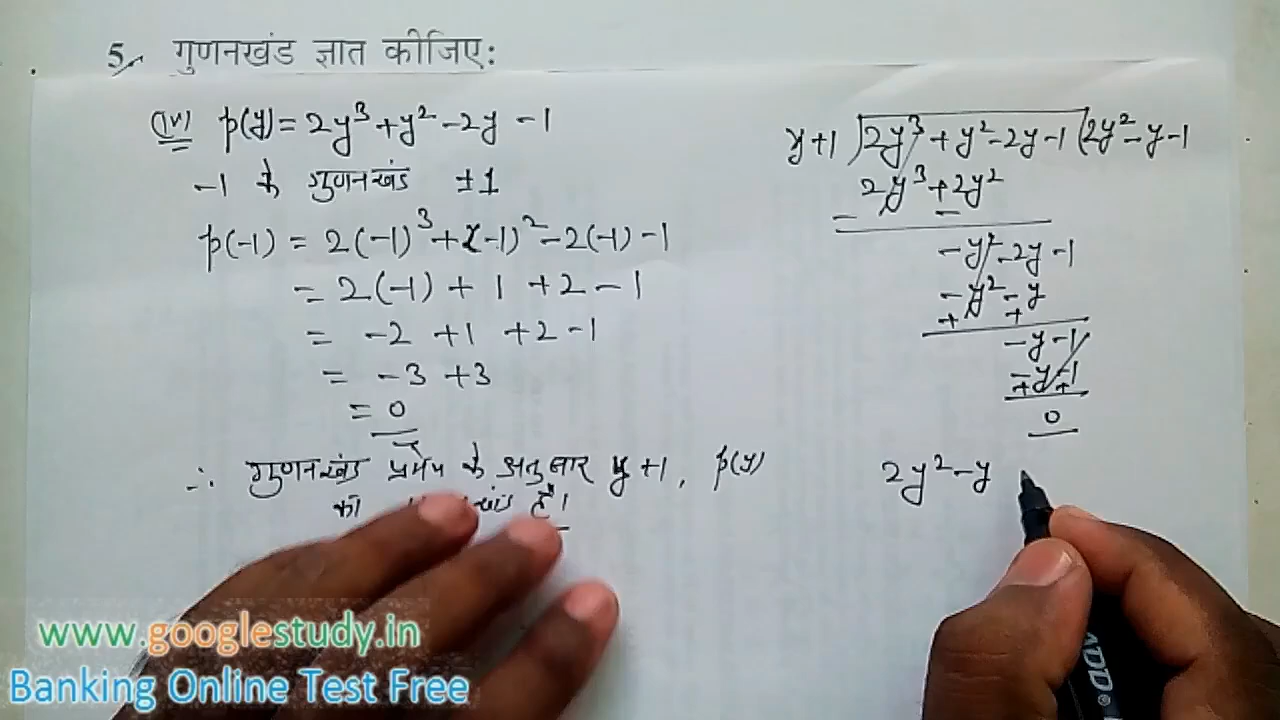 5, गुणनखंड ज्ञात कीजिए:
(iv) p(y) = 2y³ + y² - 2y - 1
-1 के गुणनखंड ±1
p(-1) = 2(-1)³ + (-1)² - 2(-1) - 1
= 2(-1) + 1 + 2 - 1
= -2 + 1 + 2 - 1
= -3 + 3
= 0
∴ गुणनखंड प्रमेय के अनुसार y + 1, p(y)
का खंड है।
y + 1 ) 2y³ + y² - 2y - 1 ( 2y² - y - 1
2y³ + 2y²
- -
- y² - 2y - 1
- y² - y
+ +
- y - 1
- y - 1
+ +
0
2y² - y
www.googlestudy.in
Banking Online Test Free
ADD